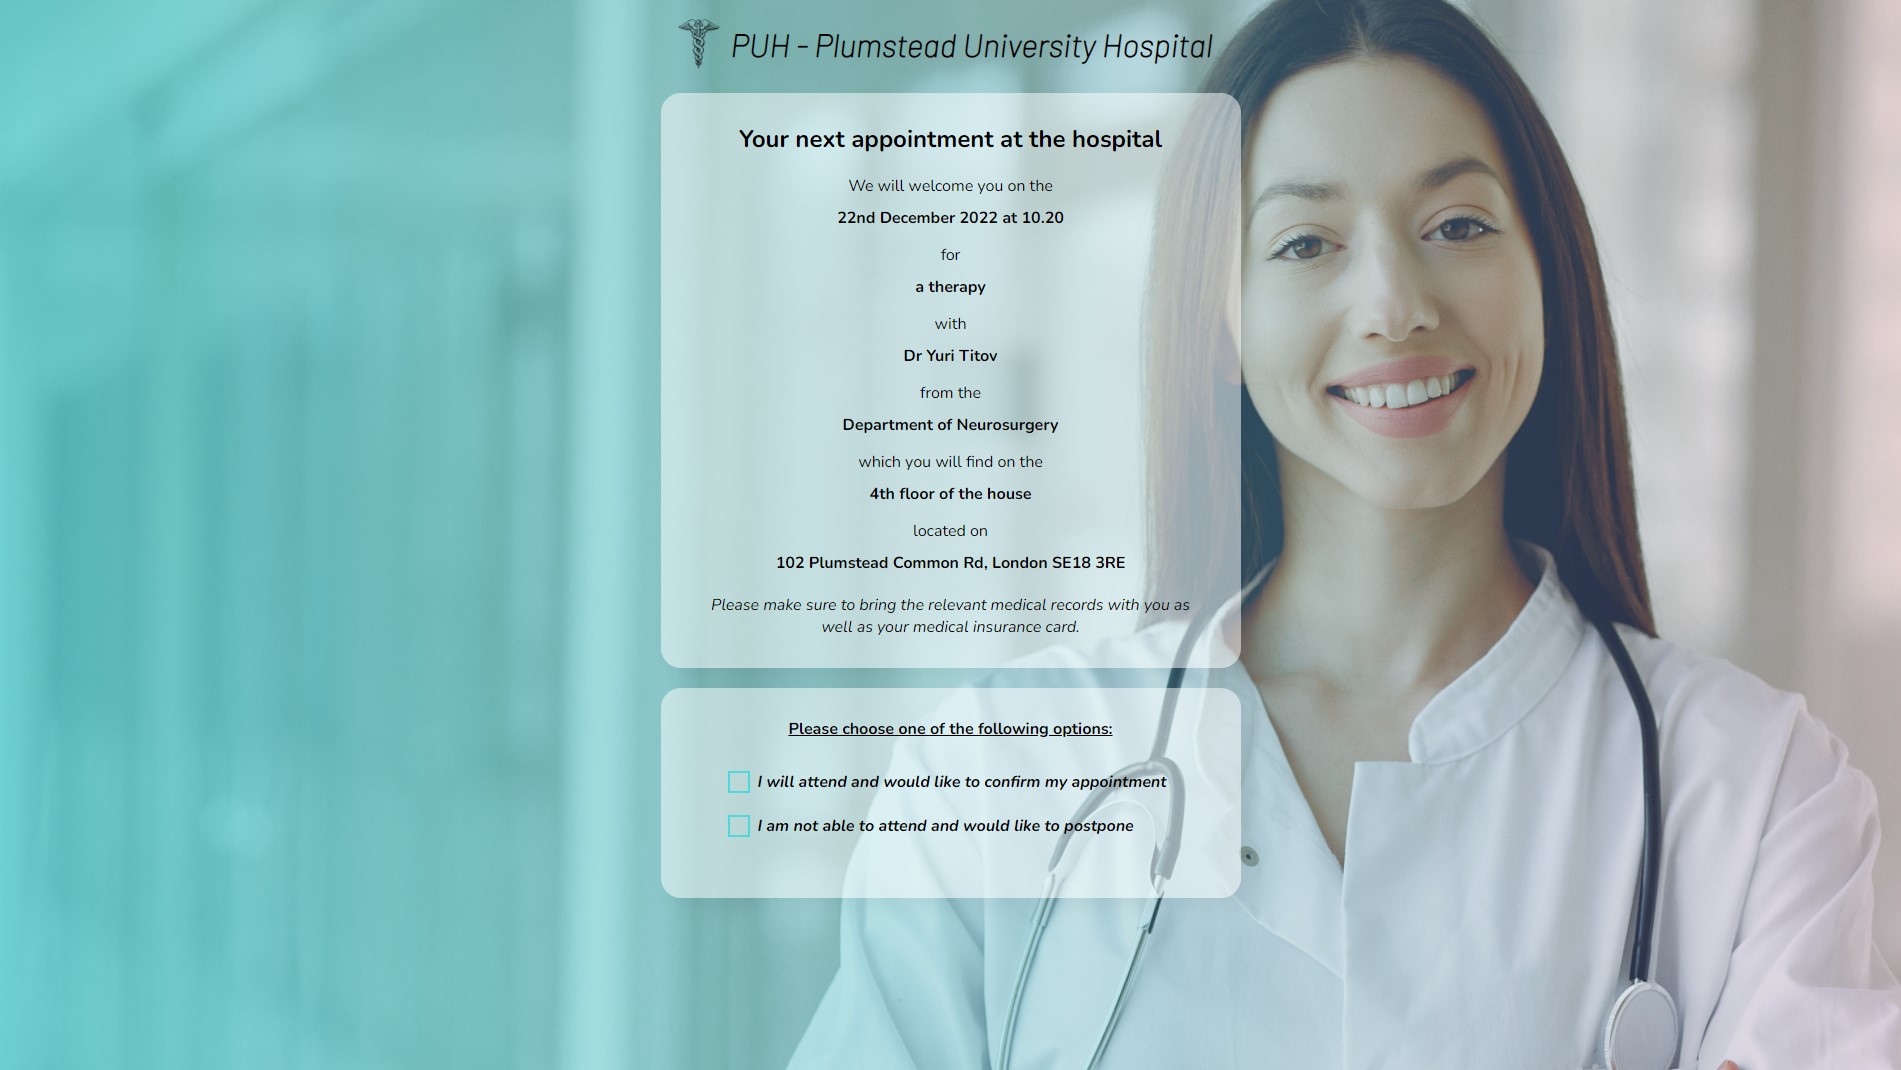 PUH - Plumstead University Hospital
Your next appointment at the hospital
We will welcome you on the
22nd December 2022 at 10.20
for
a therapy
with
Dr Yuri Titov
from the
Department of Neurosurgery
which you will find on the
4th floor of the house
located on
102 Plumstead Common Rd, London SE18 3RE
Please make sure to bring the relevant medical records with you as
well as your medical insurance card.
Please choose one of the following options:
I will attend and would like to confirm my appointment
I am not able to attend and would like to postpone